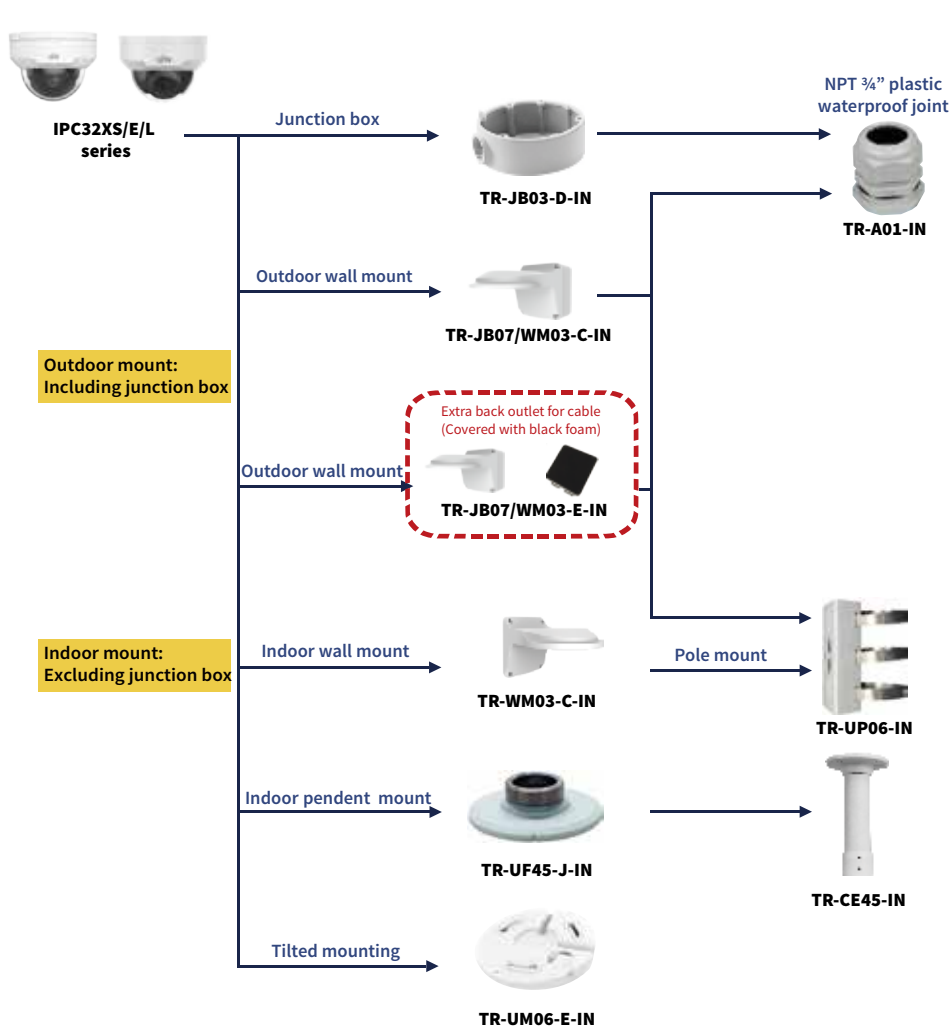 IPC32XS/E/L
series
Junction box
TR-JB03-D-IN
NPT ¾” plastic
waterproof joint
TR-A01-IN
Outdoor wall mount
TR-JB07/WM03-C-IN
Outdoor mount:
Including junction box
Extra back outlet for cable
(Covered with black foam)
Outdoor wall mount
TR-JB07/WM03-E-IN
Indoor mount:
Excluding junction box
Indoor wall mount
TR-WM03-C-IN
Pole mount
TR-UP06-IN
Indoor pendent mount
TR-UF45-J-IN
TR-CE45-IN
Tilted mounting
TR-UM06-E-IN